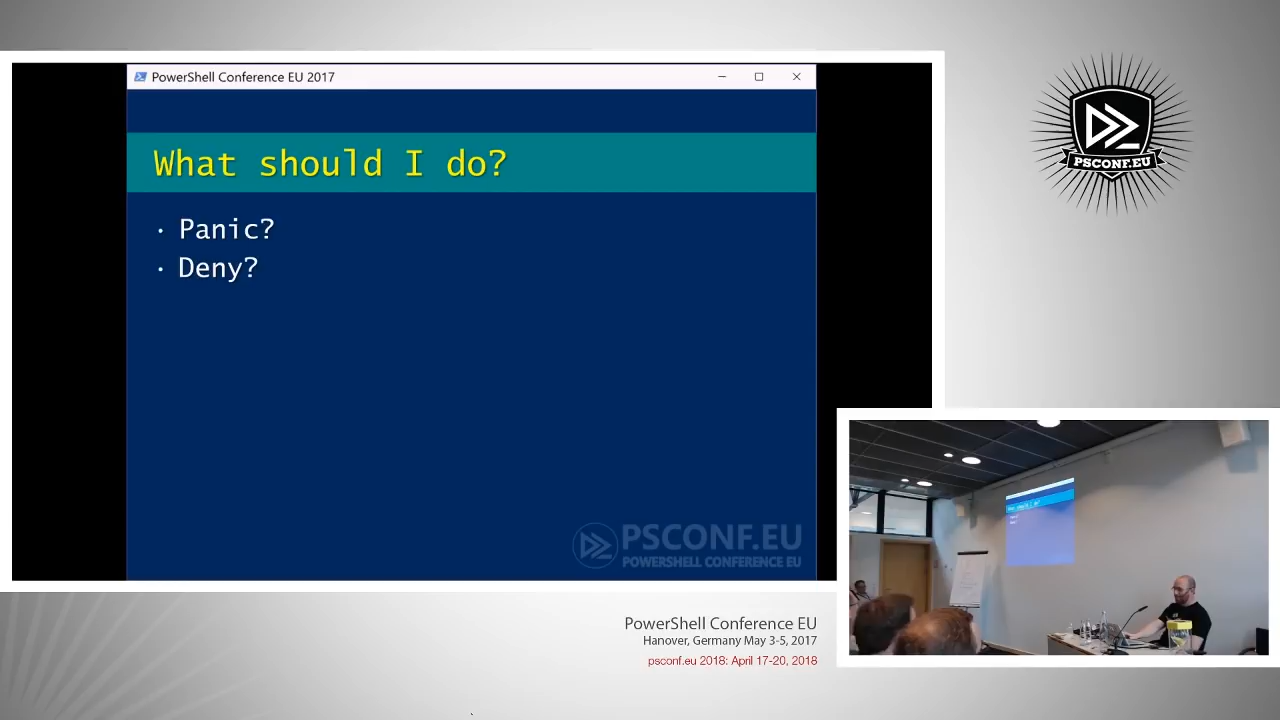 PowerShell Conference EU 2017
What should I do?
· Panic?
· Deny?
PSCONF.EU
POWERSHELL CONFERENCE EU
PSCONF.EU
PowerShell Conference EU
Hanover, Germany May 3-5, 2017
psconf.eu 2018: April 17-20, 2018